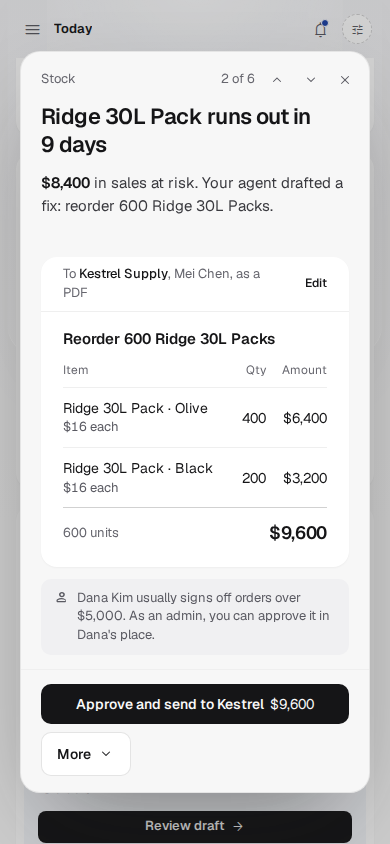 Today
Stock
2 of 6
Ridge 30L Pack runs out in
9 days
$8,400 in sales at risk. Your agent drafted a
fix: reorder 600 Ridge 30L Packs.
To Kestrel Supply, Mei Chen, as a
PDF
Edit
Reorder 600 Ridge 30L Packs
Item Qty Amount
Ridge 30L Pack · Olive 400 $6,400
$16 each
Ridge 30L Pack · Black 200 $3,200
$16 each
600 units $9,600
Dana Kim usually signs off orders over
$5,000. As an admin, you can approve it in
Dana's place.
Approve and send to Kestrel $9,600
More
Review draft →